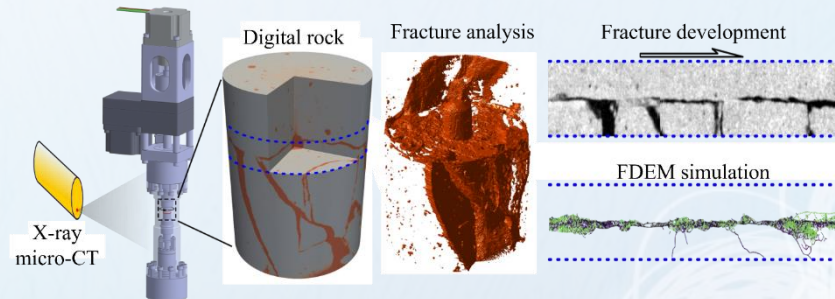 Digital rock
Fracture analysis
Fracture development
FDEM simulation
X-ray
micro-CT